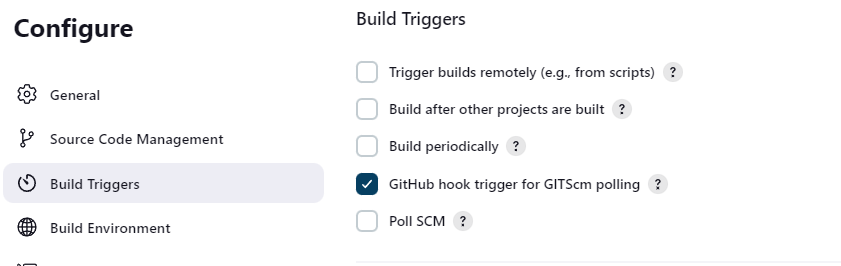 Configure
General
Source Code Management
Build Triggers
Build Environment
Build Triggers
Trigger builds remotely (e.g., from scripts) ?
Build after other projects are built ?
Build periodically ?
GitHub hook trigger for GITScm polling ?
Poll SCM ?